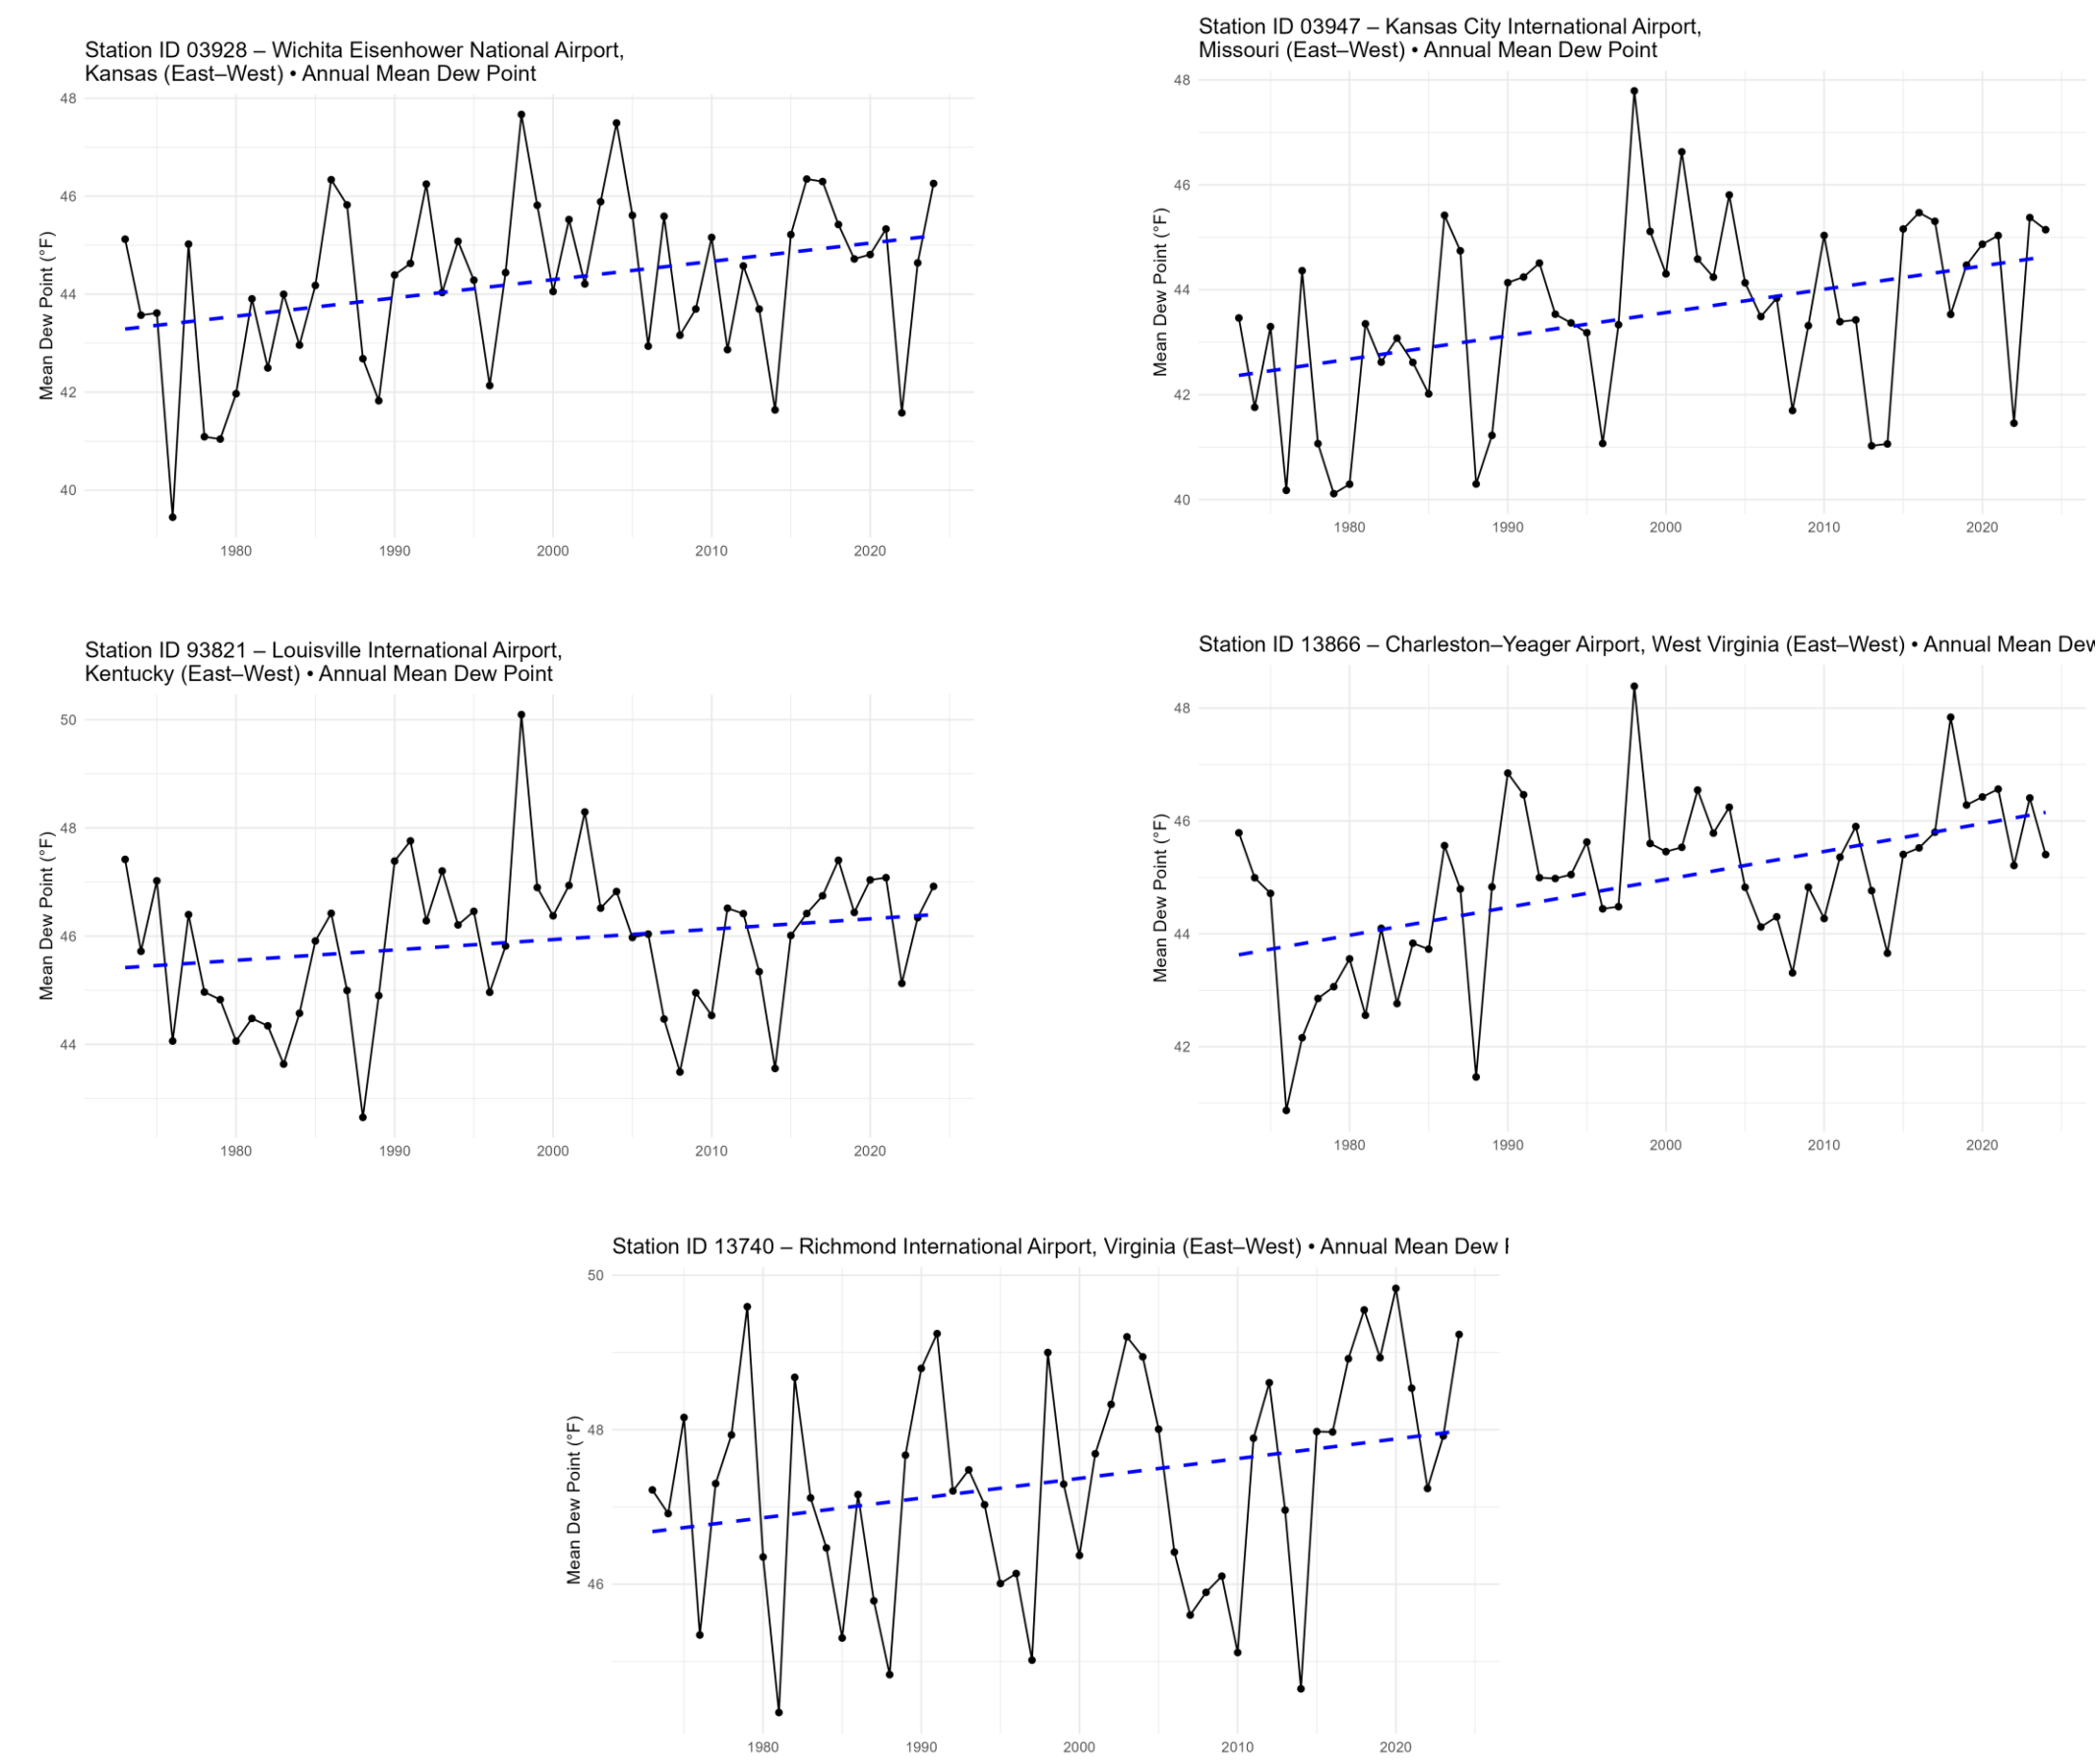 Station ID 03928 – Wichita Eisenhower National Airport,
Kansas (East–West) • Annual Mean Dew Point
Mean Dew Point (°F)
48
46
44
42
40
1980 1990 2000 2010 2020
Station ID 03947 – Kansas City International Airport,
Missouri (East–West) • Annual Mean Dew Point
Mean Dew Point (°F)
48
46
44
42
40
1980 1990 2000 2010 2020
Station ID 93821 – Louisville International Airport,
Kentucky (East–West) • Annual Mean Dew Point
Mean Dew Point (°F)
50
48
46
44
1980 1990 2000 2010 2020
Station ID 13866 – Charleston–Yeager Airport, West Virginia (East–West) • Annual Mean Dew
Mean Dew Point (°F)
48
46
44
42
1980 1990 2000 2010 2020
Station ID 13740 – Richmond International Airport, Virginia (East–West) • Annual Mean Dew
Mean Dew Point (°F)
50
48
46
1980 1990 2000 2010 2020